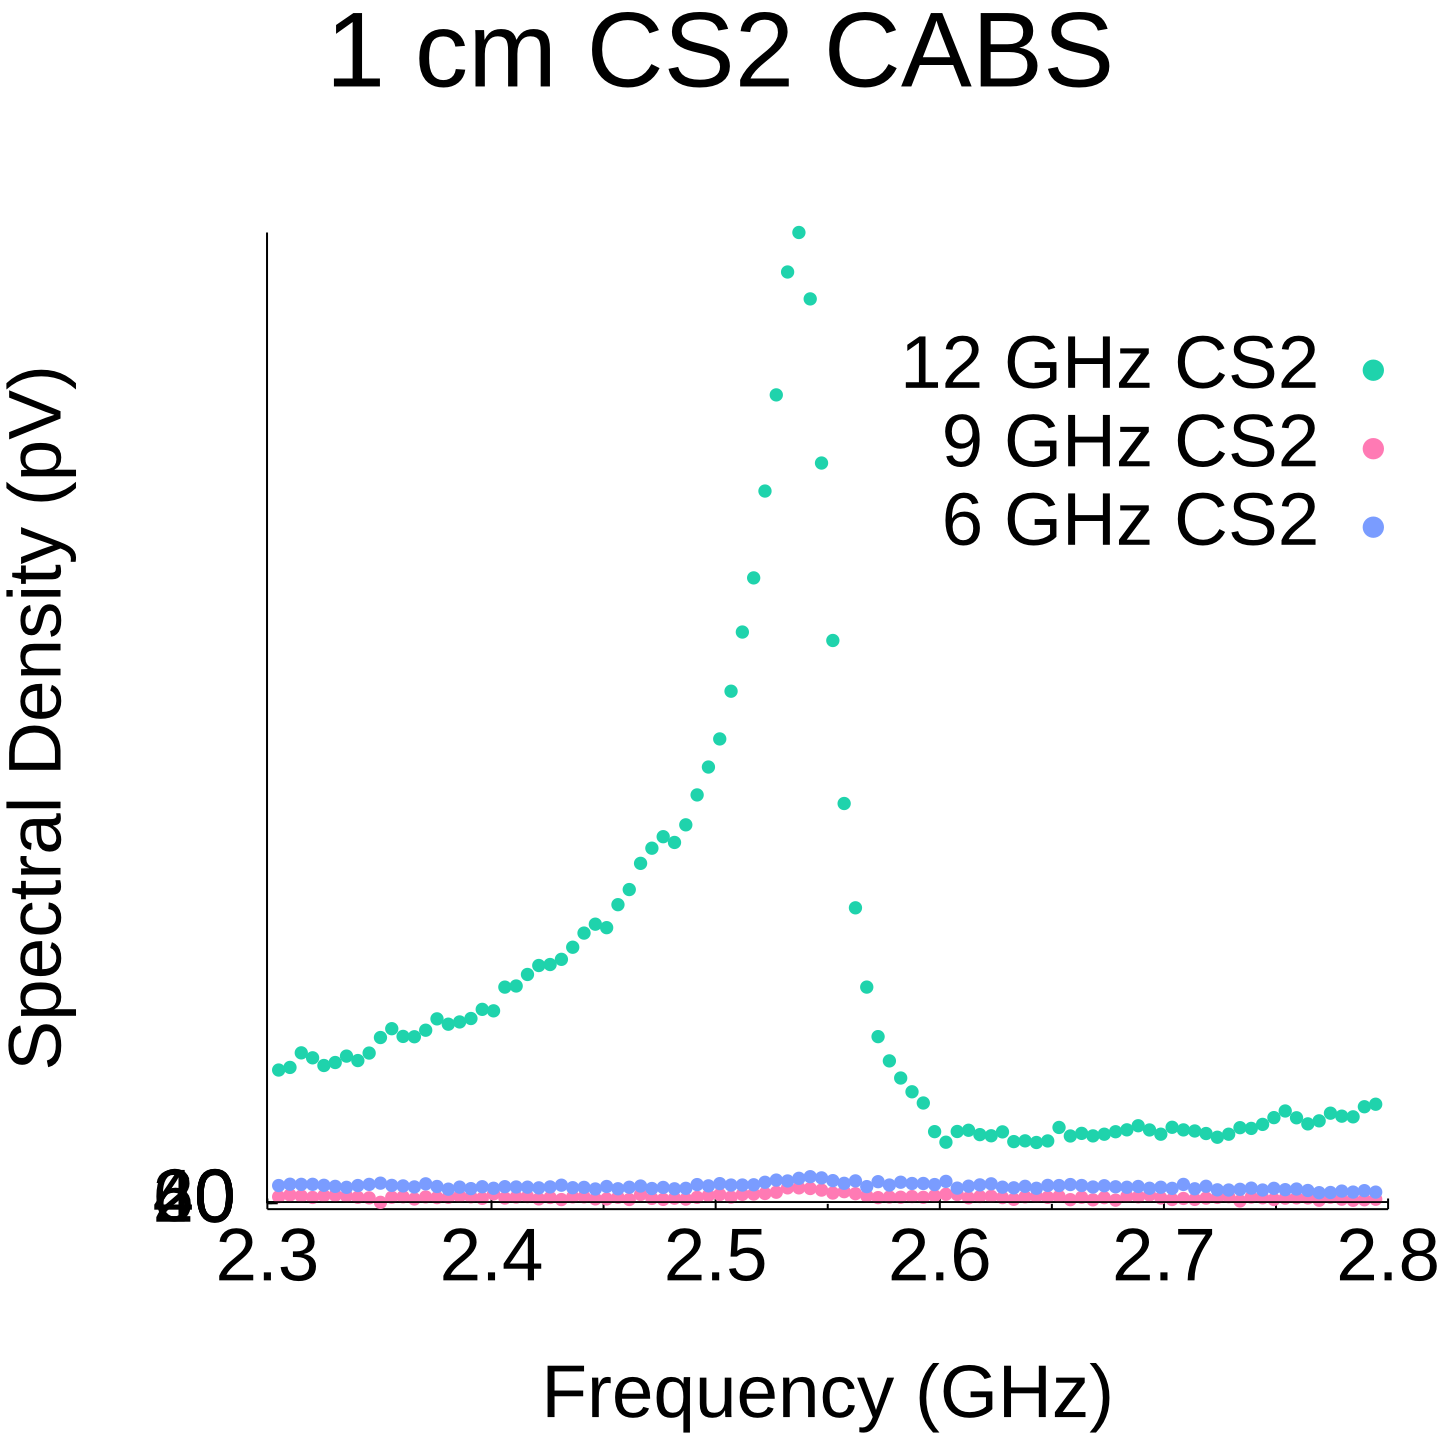 1 cm CS2 CABS
Spectral Density (pV)
12 GHz CS2
9 GHz CS2
6 GHz CS2
2.3 2.4 2.5 2.6 2.7 2.8
Frequency (GHz)